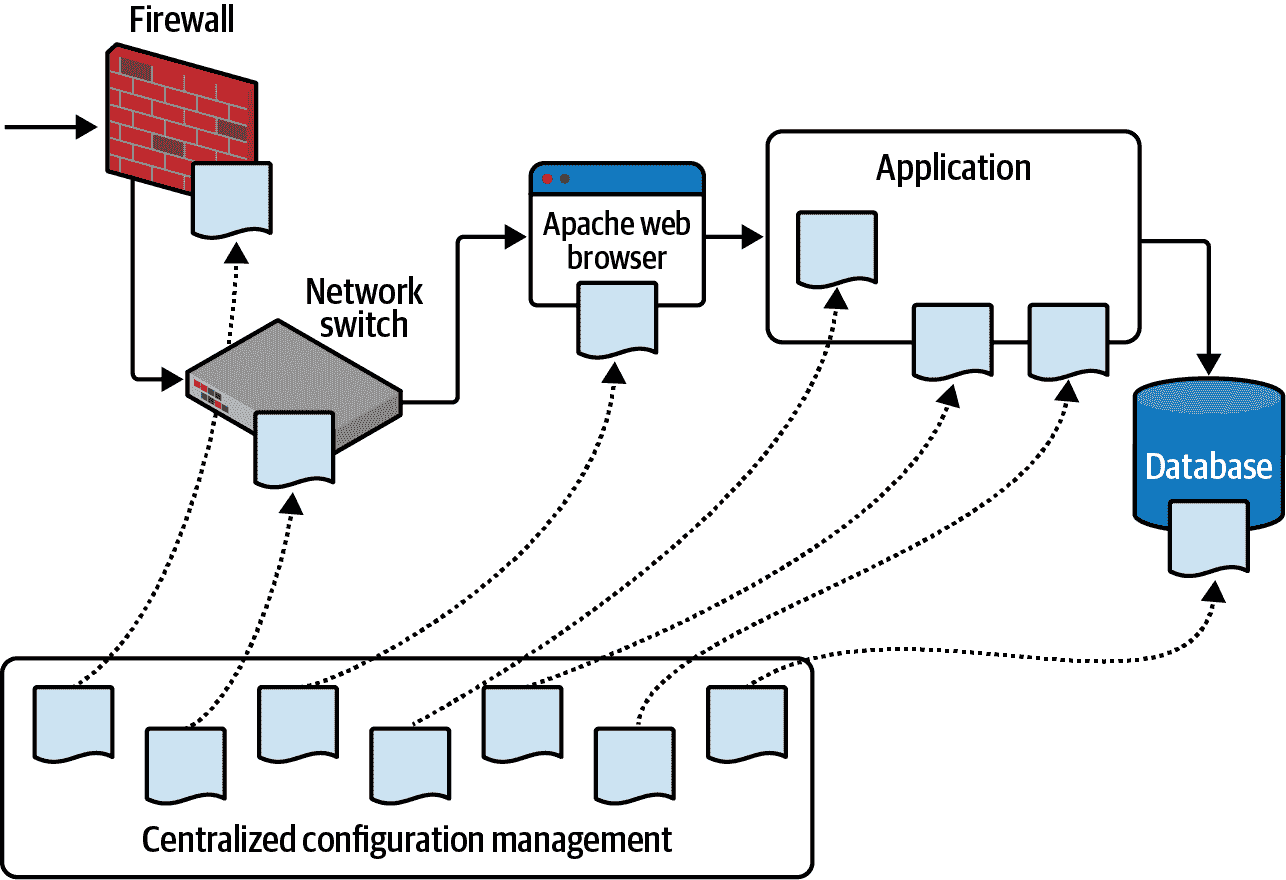 Firewall
Network
switch
Apache web
browser
Application
Database
Centralized configuration management